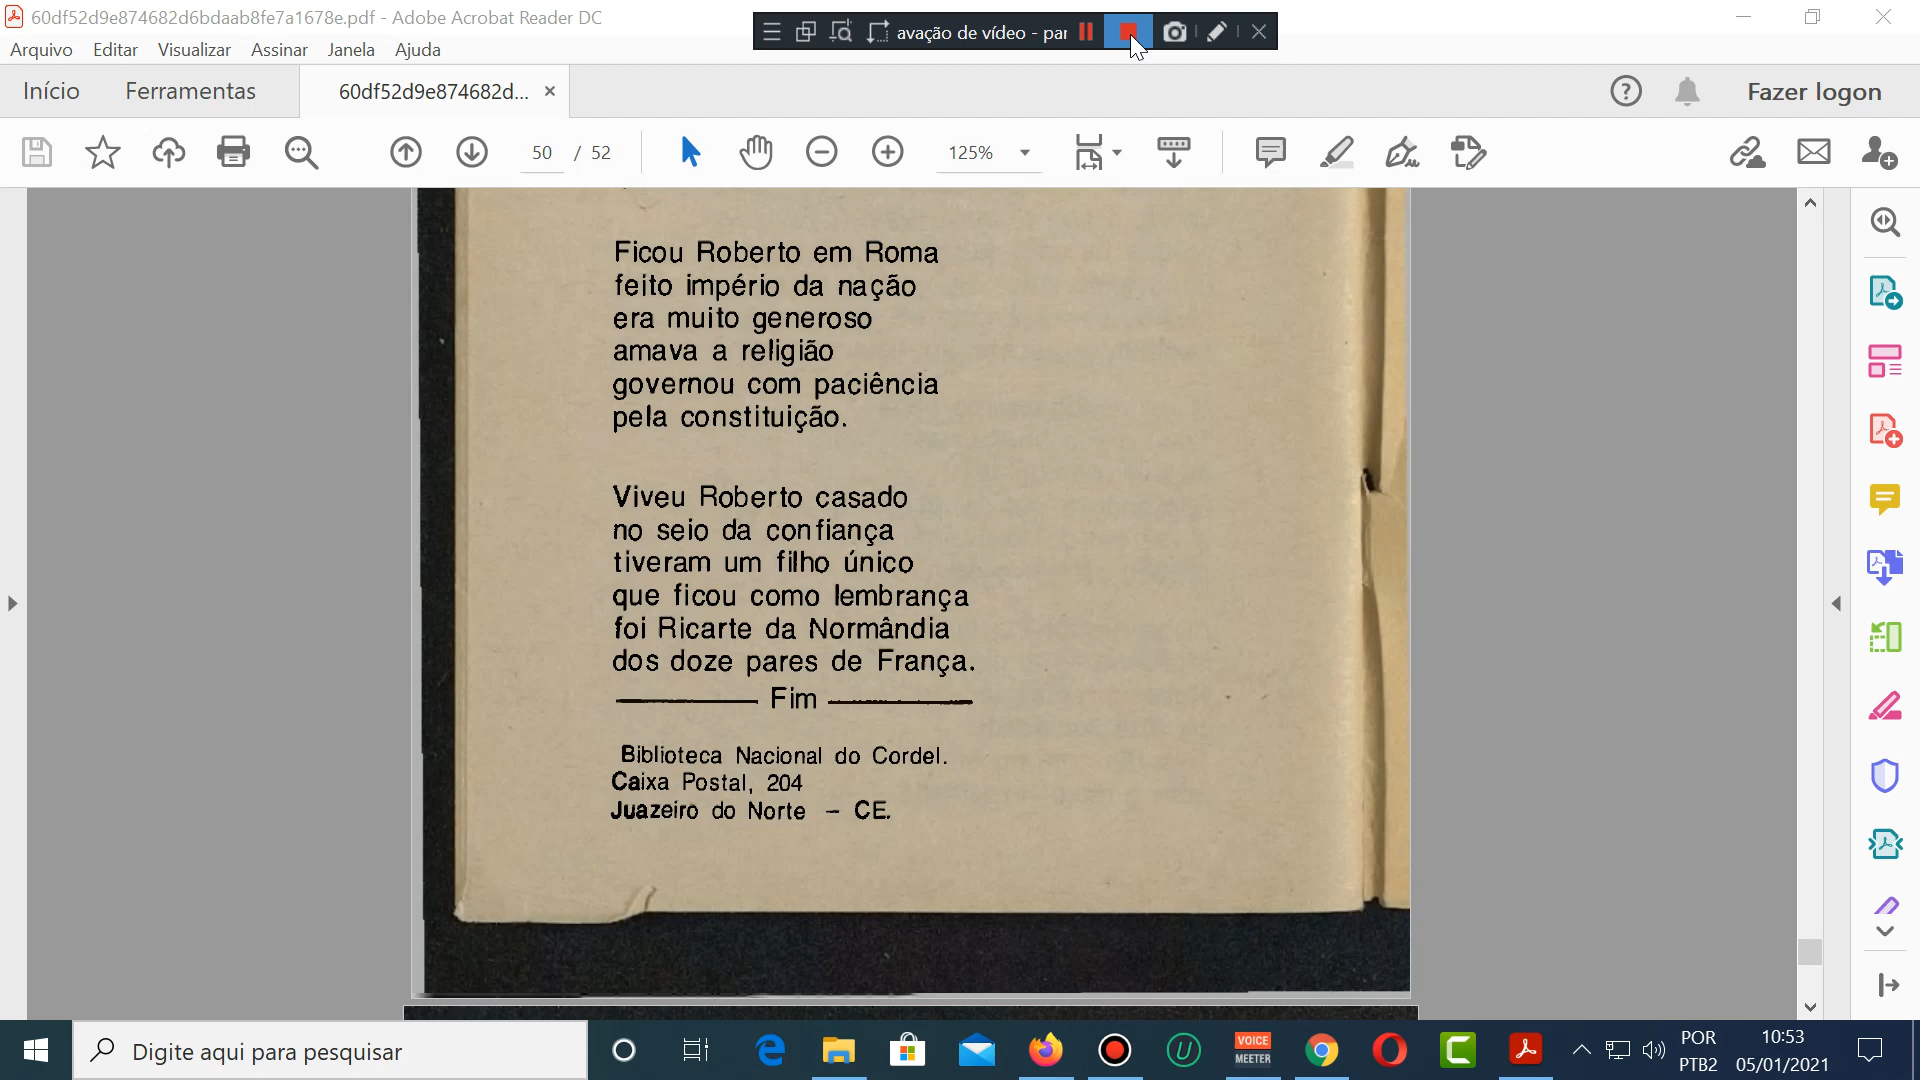 60df52d9e874682d6bdaab8fe7a1678e.pdf - Adobe Acrobat Reader DC
avação de vídeo - par
Arquivo Editar Visualizar Assinar Janela Ajuda
Início Ferramentas 60df52d9e874682d... Fazer logon
50 / 52 125%
Ficou Roberto em Roma
feito império da nação
era muito generoso
amava a religião
governou com paciência
pela constituição.
Viveu Roberto casado
no seio da confiança
tiveram um filho único
que ficou como lembrança
foi Ricarte da Normândia
dos doze pares de França.
Fim
Biblioteca Nacional do Cordel.
Caixa Postal, 204
Juazeiro do Norte – CE.
Digite aqui para pesquisar
VOICE
MEETER
POR
PTB2
10:53
05/01/2021